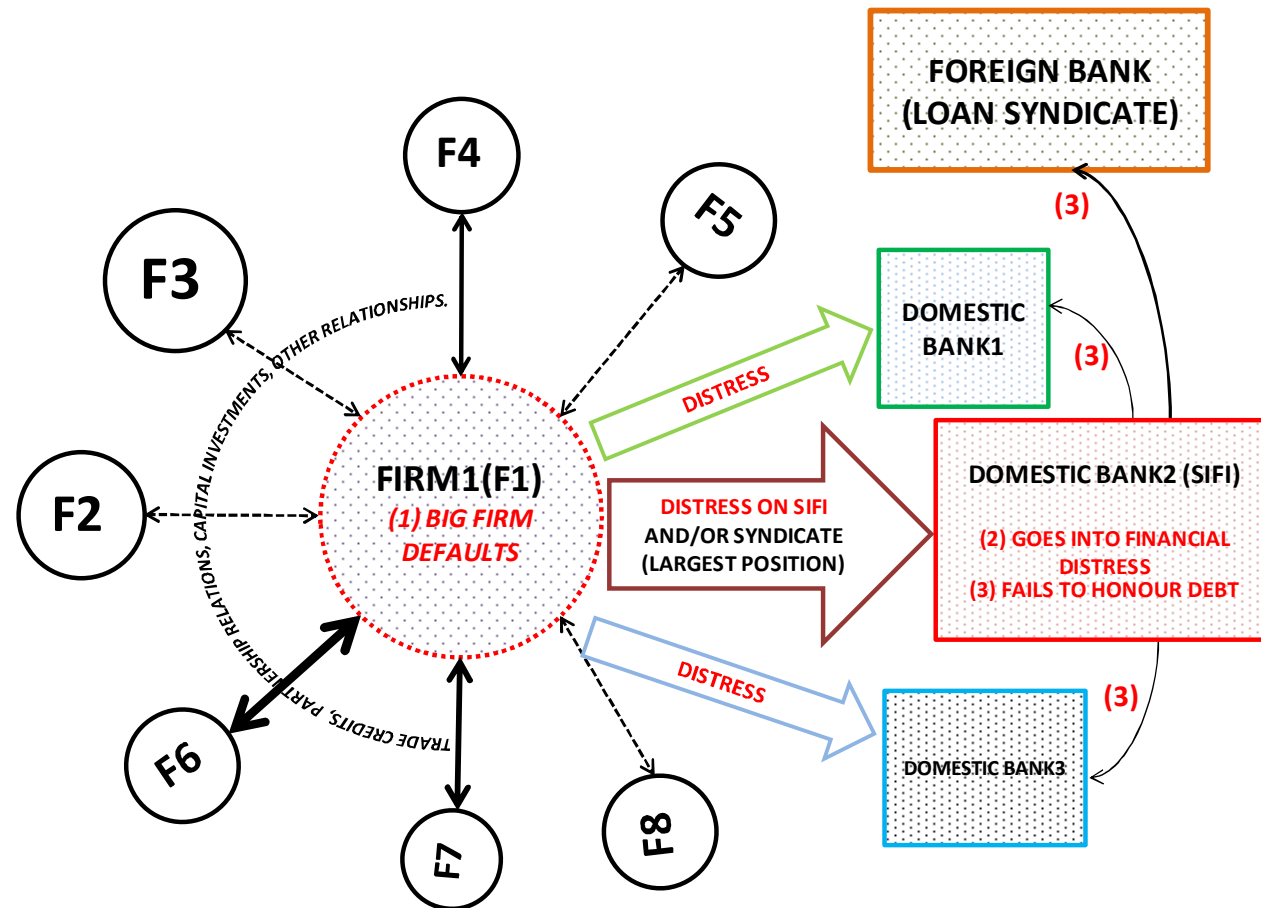 FOREIGN BANK
(LOAN SYNDICATE)
(3)
F4
F5
F3
DOMESTIC
BANK1
(3)
DISTRESS
TRADE CREDITS, PARTNERSHIP RELATIONS, CAPITAL INVESTMENTS, OTHER RELATIONSHIPS.
F2
FIRM1(F1)
(1) BIG FIRM
DEFAULTS
DISTRESS ON SIFI
AND/OR SYNDICATE
(LARGEST POSITION)
DOMESTIC BANK2 (SIFI)
(2) GOES INTO FINANCIAL
DISTRESS
(3) FAILS TO HONOUR DEBT
DISTRESS
(3)
F6
F7
F8
DOMESTIC BANK3